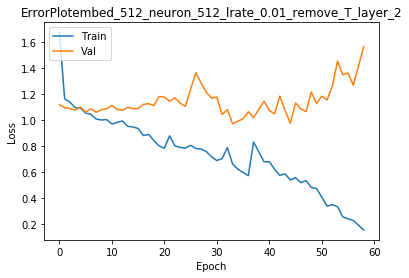 ErrorPlotembed_512_neuron_512_lrate_0.01_remove_T_layer_2
Train
Val
1.6
1.4
1.2
1.0
0.8
0.6
0.4
0.2
Loss
0 10 20 30 40 50 60
Epoch